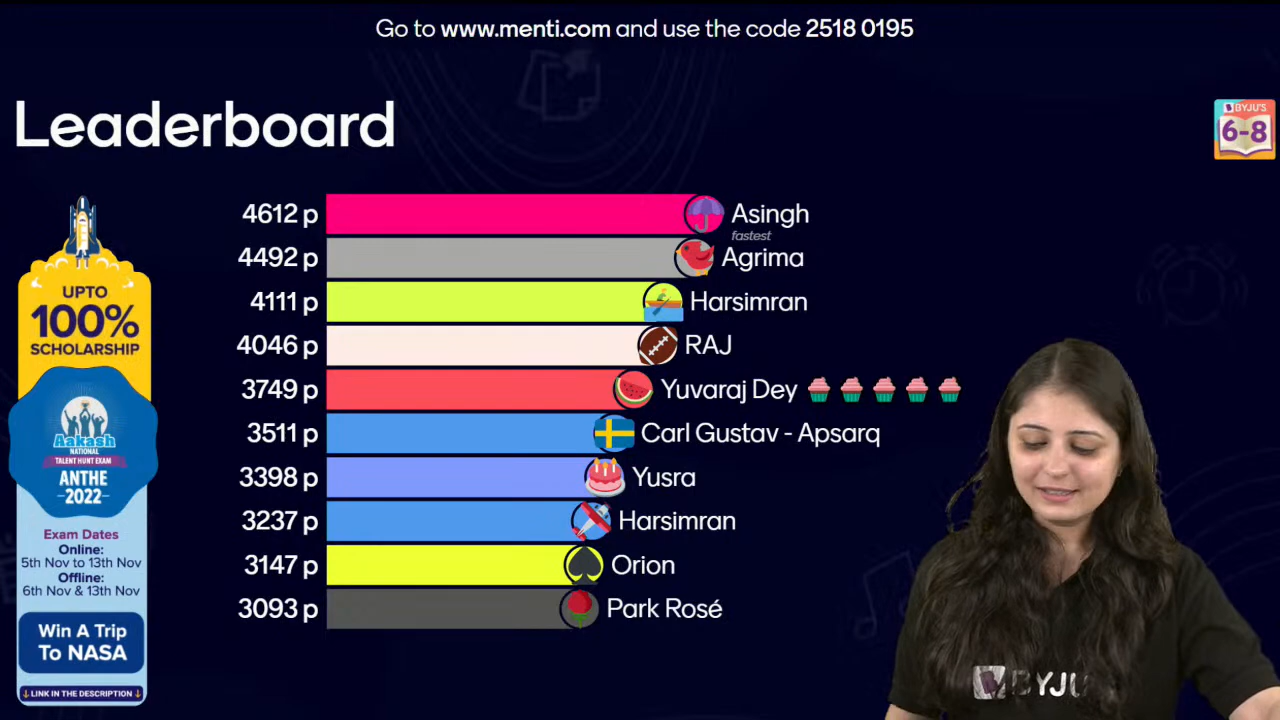 Go to www.menti.com and use the code 2518 0195
Leaderboard
BYJU'S
6-8
4612 p Asingh
fastest
4492 p Agrima
4111 p Harsimran
4046 p RAJ
3749 p Yuvaraj Dey
3511 p Carl Gustav - Apsarq
3398 p Yusra
3237 p Harsimran
3147 p Orion
3093 p Park Rosé
UPTO
100%
SCHOLARSHIP
Aakash
NATIONAL
TALENT HUNT EXAM
ANTHE
-2022-
Exam Dates
Online:
5th Nov to 13th Nov
Offline:
6th Nov & 13th Nov
Win A Trip
To NASA
↓ LINK IN THE DESCRIPTION ↓
BYJU